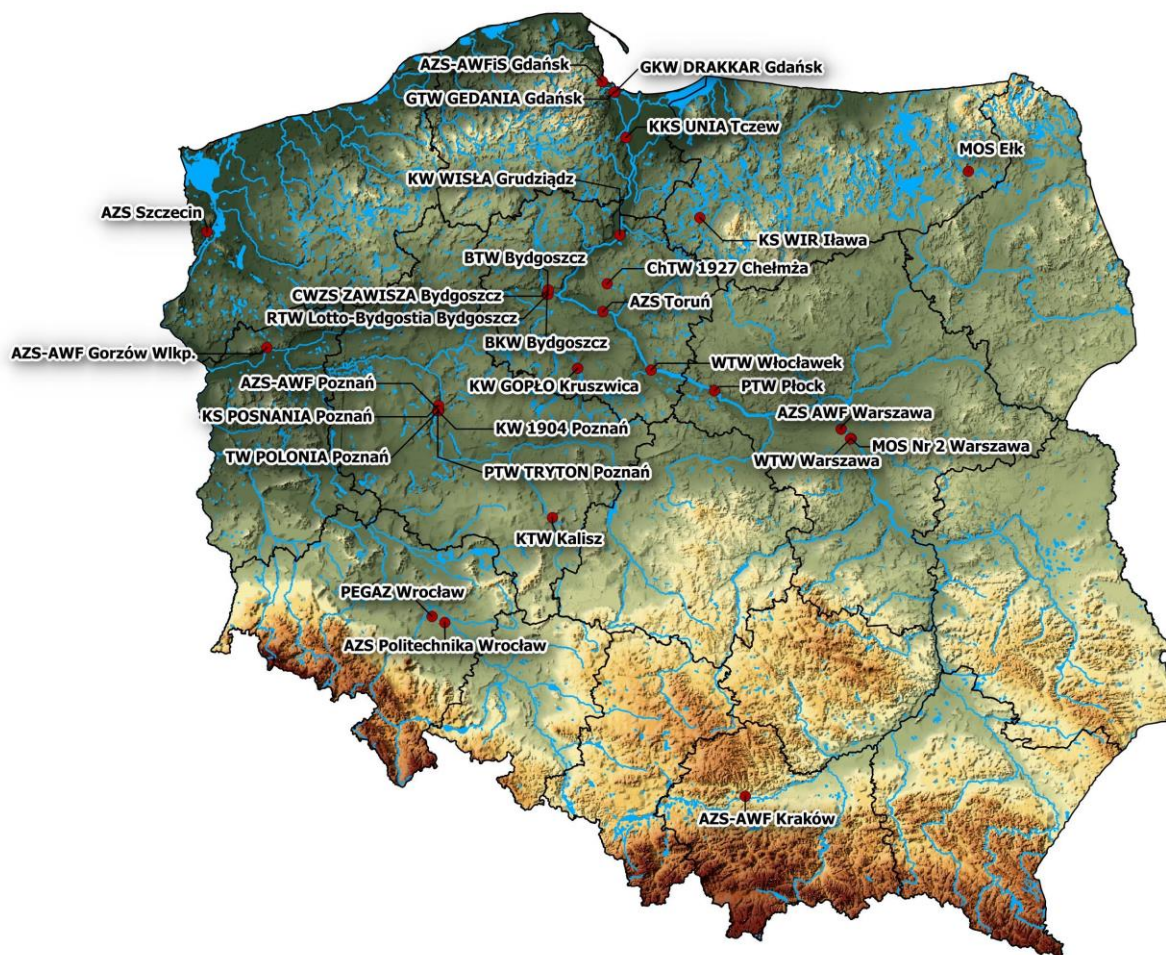 AZS-AWFiS Gdańsk
GKW DRAKKAR Gdańsk
GTW GEDANIA Gdańsk
KKS UNIA Tczew
MOS Ełk
KW WISŁA Grudziądz
AZS Szczecin
KS WIR Iława
BTW Bydgoszcz
ChTW 1927 Chełmża
CWZS ZAWISZA Bydgoszcz
AZS Toruń
RTW Lotto-Bydgostia Bydgoszcz
BKW Bydgoszcz
AZS-AWF Gorzów Wlkp.
WTW Włocławek
AZS-AWF Poznań
KW GOPŁO Kruszwica
PTW Płock
KS POSNANIA Poznań
AZS AWF Warszawa
KW 1904 Poznań
MOS Nr 2 Warszawa
TW POLONIA Poznań
WTW Warszawa
PTW TRYTON Poznań
KTW Kalisz
PEGAZ Wrocław
AZS Politechnika Wrocław
AZS-AWF Kraków